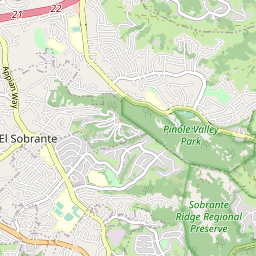 21
22
Appian Way
El Sobrante
Pinole Valley
Park
Sobrante
Ridge Regional
Preserve